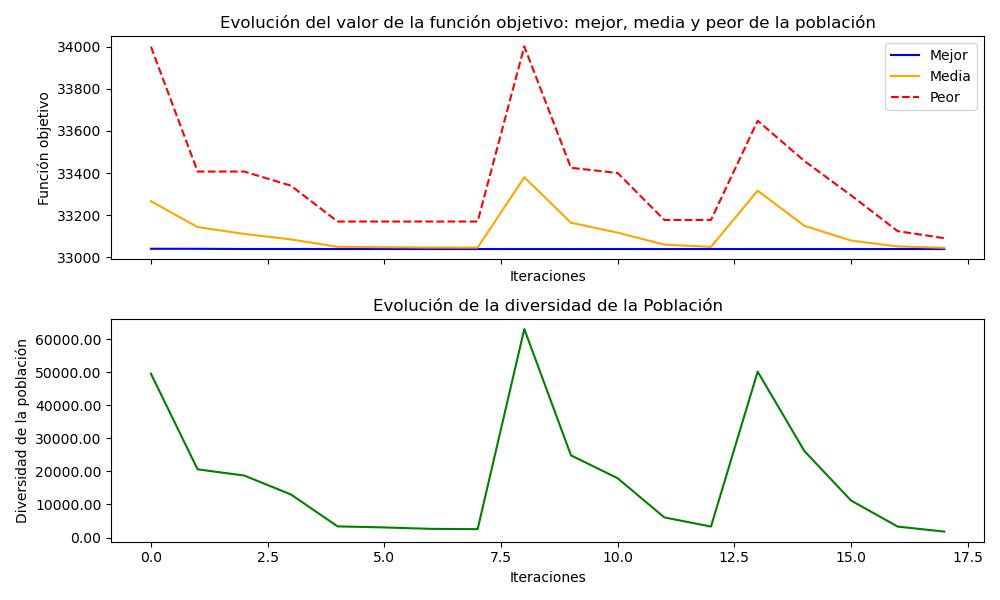 Evolución del valor de la función objetivo: mejor, media y peor de la población
Función objetivo
34000
33800
33600
33400
33200
33000
Mejor
Media
Peor
Iteraciones
Evolución de la diversidad de la Población
Diversidad de la población
60000.00
50000.00
40000.00
30000.00
20000.00
10000.00
0.00
0.0 2.5 5.0 7.5 10.0 12.5 15.0 17.5
Iteraciones